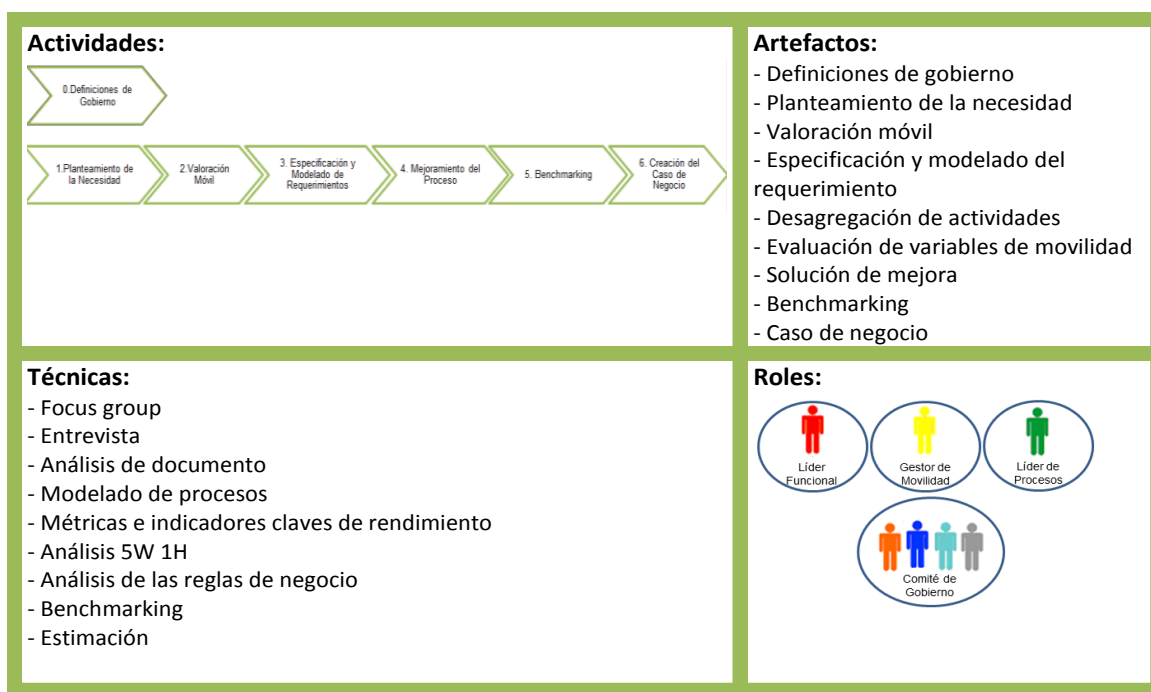 Actividades:
0.Definiciones de
Gobierno
1.Planteamiento de
la Necesidad
2.Valoración
Móvil
3. Especificación y
Modelado de
Requerimientos
4. Mejoramiento del
Proceso
5. Benchmarking
6. Creación del
Caso de
Negocio
Artefactos:
- Definiciones de gobierno
- Planteamiento de la necesidad
- Valoración móvil
- Especificación y modelado del
requerimiento
- Desagregación de actividades
- Evaluación de variables de movilidad
- Solución de mejora
- Benchmarking
- Caso de negocio
Técnicas:
- Focus group
- Entrevista
- Análisis de documento
- Modelado de procesos
- Métricas e indicadores claves de rendimiento
- Análisis 5W 1H
- Análisis de las reglas de negocio
- Benchmarking
- Estimación
Roles:
Líder
Funcional
Gestor de
Movilidad
Líder de
Procesos
Comité de
Gobierno